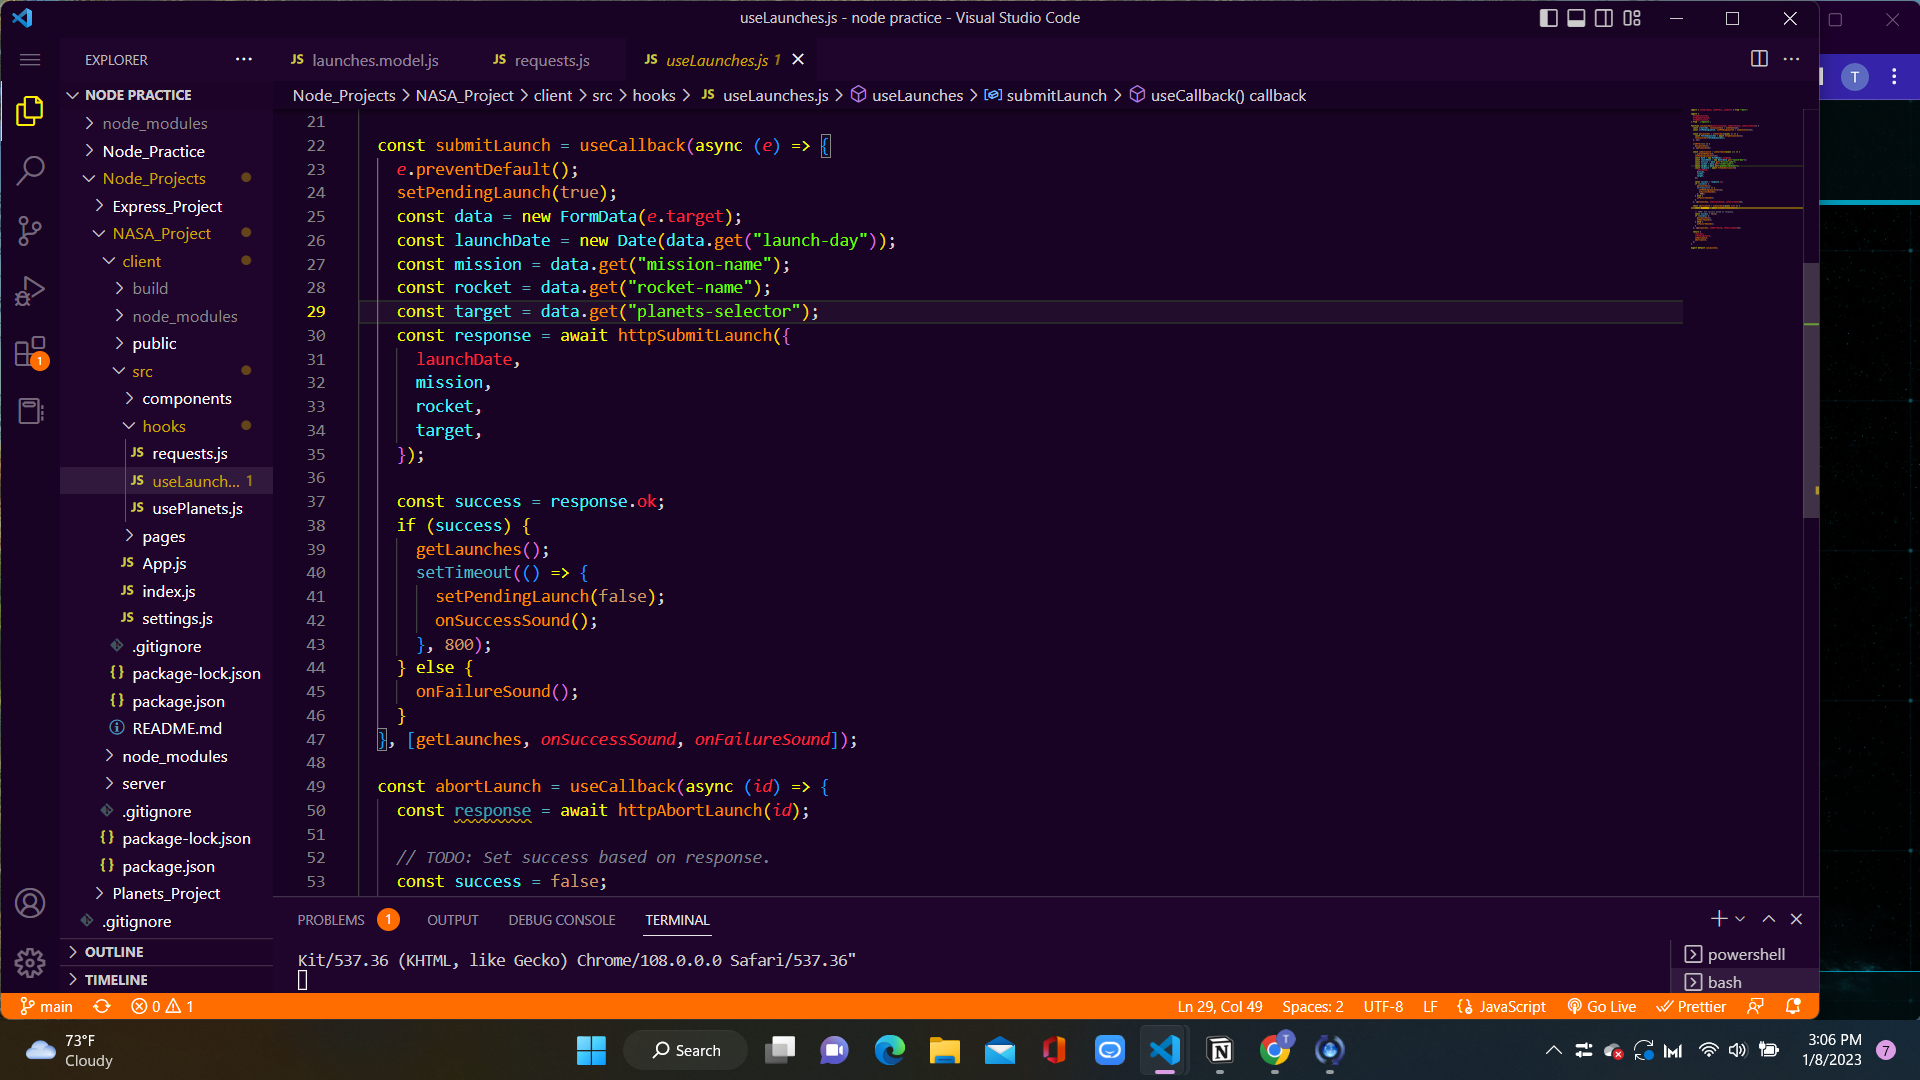 useLaunches.js - node practice - Visual Studio Code
EXPLORER
JS launches.model.js
JS requests.js
JS useLaunches.js 1
T
NODE PRACTICE
Node_Projects > NASA_Project > client > src > hooks > JS useLaunches.js > useLaunches > submitLaunch > useCallback() callback
node_modules
Node_Practice
Node_Projects
Express_Project
NASA_Project
client
build
node_modules
public
src
components
hooks
JS requests.js
JS useLaunch... 1
JS usePlanets.js
pages
JS App.js
JS index.js
JS settings.js
.gitignore
{} package-lock.json
{} package.json
README.md
node_modules
server
.gitignore
{} package-lock.json
{} package.json
Planets_Project
.gitignore
OUTLINE
TIMELINE
1
21
22 const submitLaunch = useCallback(async (e) => {
23 e.preventDefault();
24 setPendingLaunch(true);
25 const data = new FormData(e.target);
26 const launchDate = new Date(data.get("launch-day"));
27 const mission = data.get("mission-name");
28 const rocket = data.get("rocket-name");
29 const target = data.get("planets-selector");
30 const response = await httpSubmitLaunch({
31 launchDate,
32 mission,
33 rocket,
34 target,
35 });
36
37 const success = response.ok;
38 if (success) {
39 getLaunches();
40 setTimeout(() => {
41 setPendingLaunch(false);
42 onSuccessSound();
43 }, 800);
44 } else {
45 onFailureSound();
46 }
47 }, [getLaunches, onSuccessSound, onFailureSound]);
48
49 const abortLaunch = useCallback(async (id) => {
50 const response = await httpAbortLaunch(id);
51
52 // TODO: Set success based on response.
53 const success = false;
PROBLEMS 1 OUTPUT DEBUG CONSOLE TERMINAL
Kit/537.36 (KHTML, like Gecko) Chrome/108.0.0.0 Safari/537.36"
powershell
bash
main 0 1 Ln 29, Col 49 Spaces: 2 UTF-8 LF {} JavaScript Go Live Prettier
73°F
Cloudy
Search
T
3:06 PM
1/8/2023
7